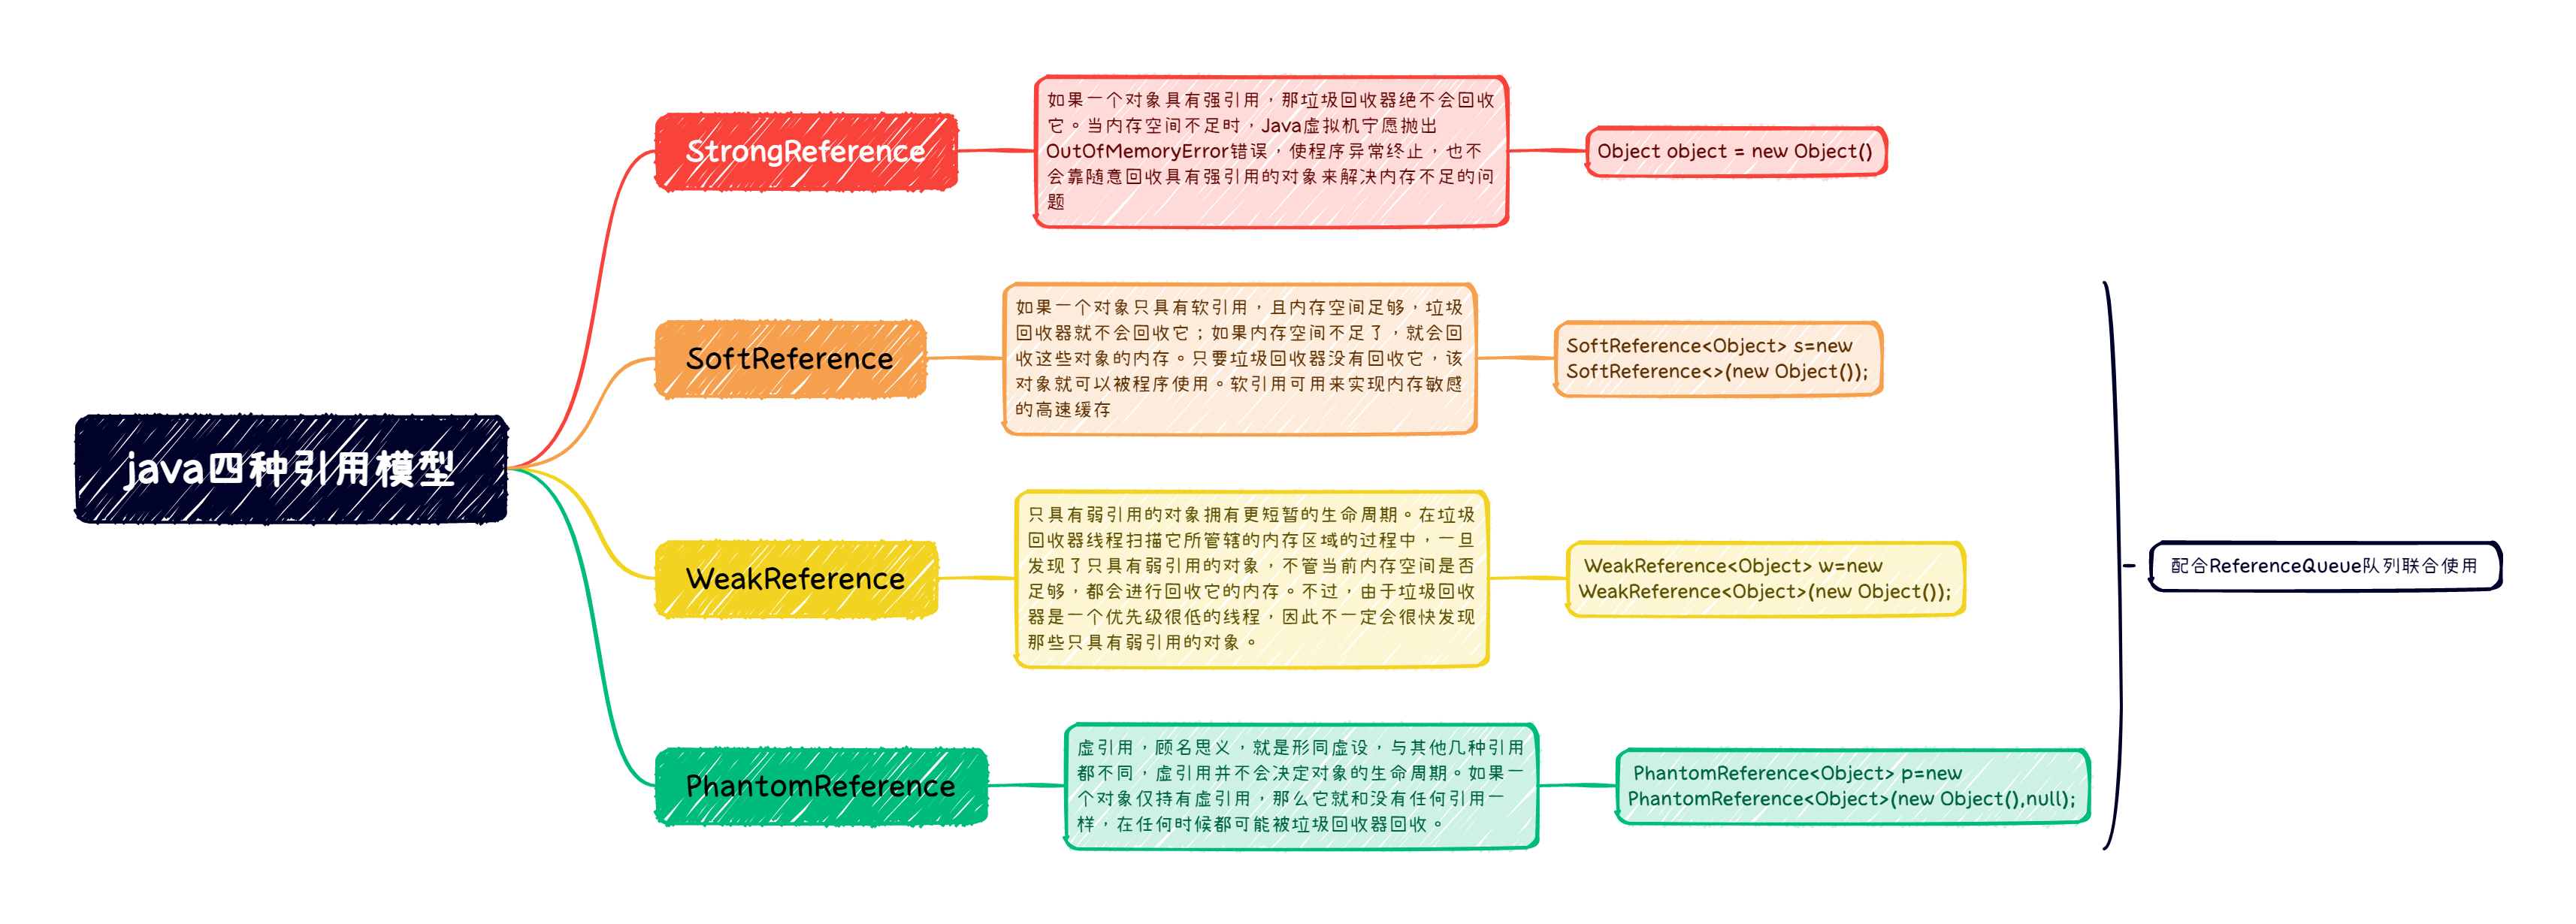 java四种引用模型
StrongReference
如果一个对象具有强引用，那垃圾回收器绝不会回收
它。当内存空间不足时，Java虚拟机宁愿抛出
OutOfMemoryError错误，使程序异常终止，也不
会靠随意回收具有强引用的对象来解决内存不足的问
题
Object object = new Object()
SoftReference
如果一个对象只具有软引用，且内存空间足够，垃圾
回收器就不会回收它；如果内存空间不足了，就会回
收这些对象的内存。只要垃圾回收器没有回收它，该
对象就可以被程序使用。软引用可用来实现内存敏感
的高速缓存
SoftReference<Object> s=new
SoftReference<>(new Object());
WeakReference
只具有弱引用的对象拥有更短暂的生命周期。在垃圾
回收器线程扫描它所管辖的内存区域的过程中，一旦
发现了只具有弱引用的对象，不管当前内存空间是否
足够，都会进行回收它的内存。不过，由于垃圾回收
器是一个优先级很低的线程，因此不一定会很快发现
那些只具有弱引用的对象。
WeakReference<Object> w=new
WeakReference<Object>(new Object());
PhantomReference
虚引用，顾名思义，就是形同虚设，与其他几种引用
都不同，虚引用并不会决定对象的生命周期。如果一
个对象仅持有虚引用，那么它就和没有任何引用一
样，在任何时候都可能被垃圾回收器回收。
PhantomReference<Object> p=new
PhantomReference<Object>(new Object(),null);
配合ReferenceQueue队列联合使用